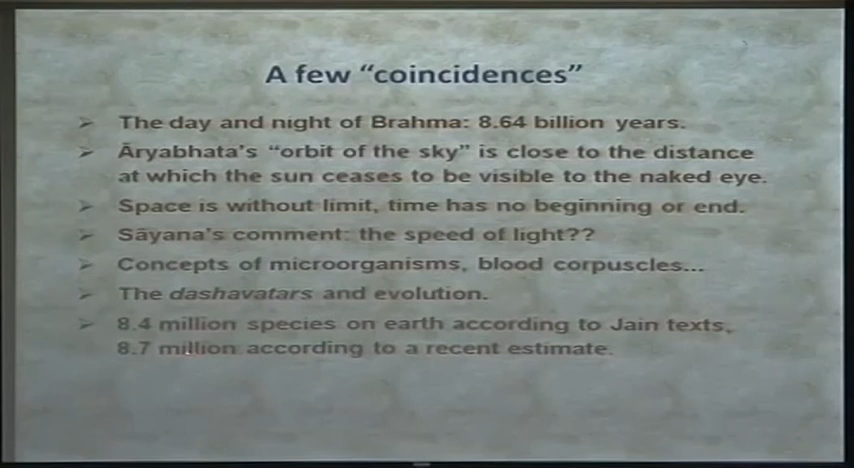 A few “coincidences”
➢ The day and night of Brahma: 8.64 billion years.
➢ Āryabhata’s “orbit of the sky” is close to the distance
at which the sun ceases to be visible to the naked eye.
➢ Space is without limit, time has no beginning or end.
➢ Sāyana’s comment: the speed of light??
➢ Concepts of microorganisms, blood corpuscles...
➢ The dashavatars and evolution.
➢ 8.4 million species on earth according to Jain texts,
8.7 million according to a recent estimate.